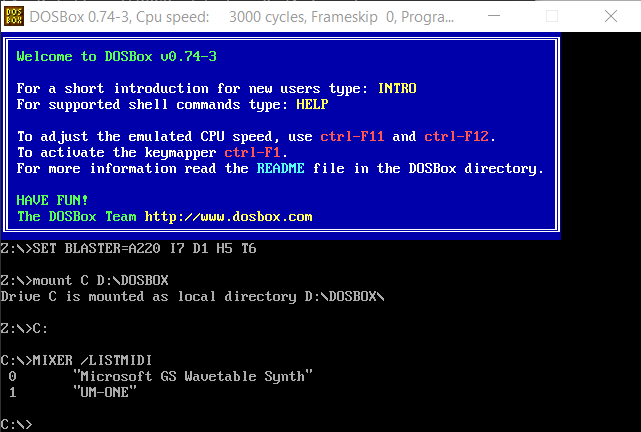 DOS BOX DOSBox 0.74-3, Cpu speed: 3000 cycles, Frameskip 0, Progra...
Welcome to DOSBox v0.74-3
For a short introduction for new users type: INTRO
For supported shell commands type: HELP
To adjust the emulated CPU speed, use ctrl-F11 and ctrl-F12.
To activate the keymapper ctrl-F1.
For more information read the README file in the DOSBox directory.
HAVE FUN!
The DOSBox Team http://www.dosbox.com
Z:\>SET BLASTER=A220 I7 D1 H5 T6
Z:\>mount C D:\DOSBOX
Drive C is mounted as local directory D:\DOSBOX\
Z:\>C:
C:\>MIXER /LISTMIDI
0 "Microsoft GS Wavetable Synth"
1 "UM-ONE"
C:\>